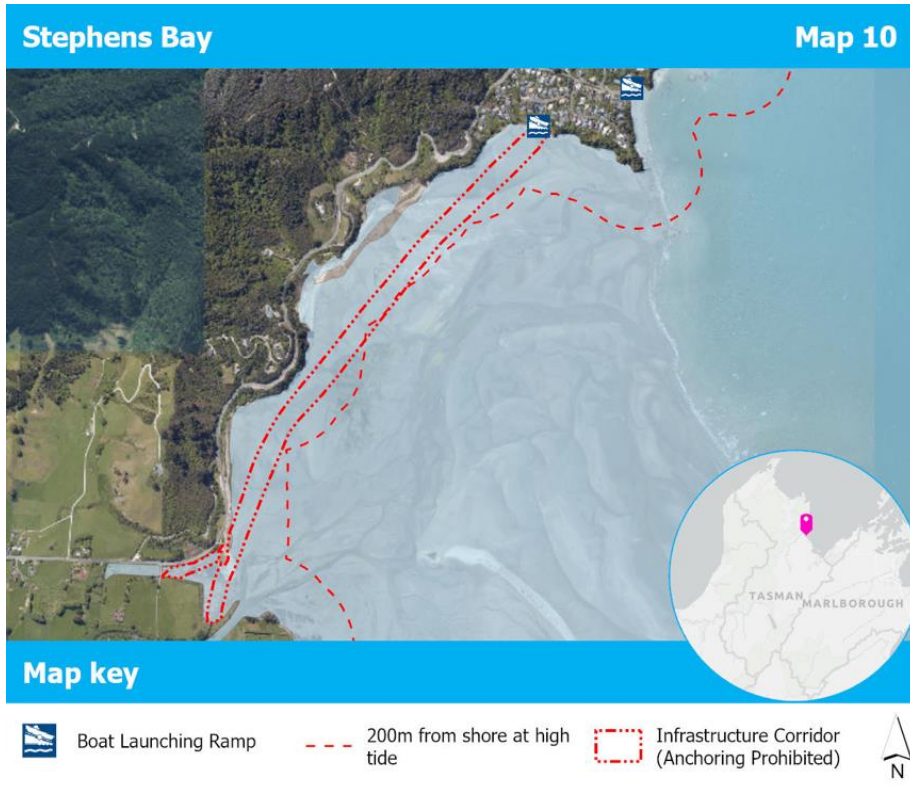 Stephens Bay
Map 10
TASMAN
MARLBOROUGH
Map key
Boat Launching Ramp
200m from shore at high
tide
Infrastructure Corridor
(Anchoring Prohibited)
N